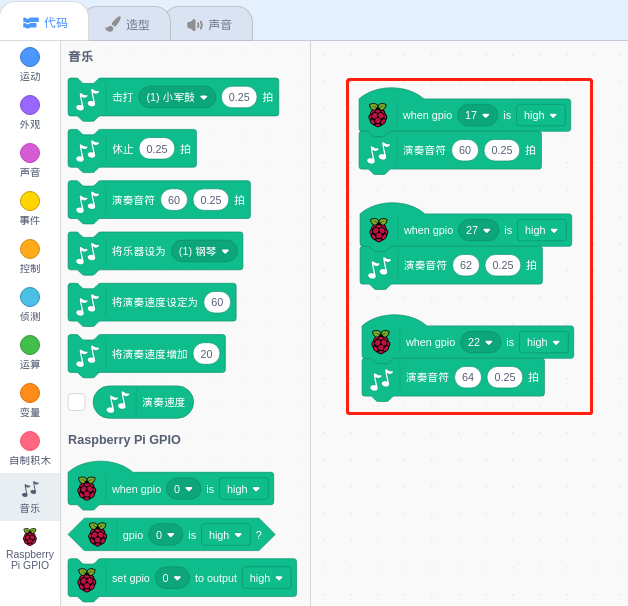 代码
造型
声音
运动
外观
声音
事件
控制
侦测
运算
变量
自制积木
音乐
Raspberry
Pi GPIO
音乐
击打 (1) 小军鼓 0.25 拍
休止 0.25 拍
演奏音符 60 0.25 拍
将乐器设为 (1) 钢琴
将演奏速度设定为 60
将演奏速度增加 20
演奏速度
Raspberry Pi GPIO
when gpio 0 is high
gpio 0 is high ?
set gpio 0 to output high
when gpio 17 is high
演奏音符 60 0.25 拍
when gpio 27 is high
演奏音符 62 0.25 拍
when gpio 22 is high
演奏音符 64 0.25 拍